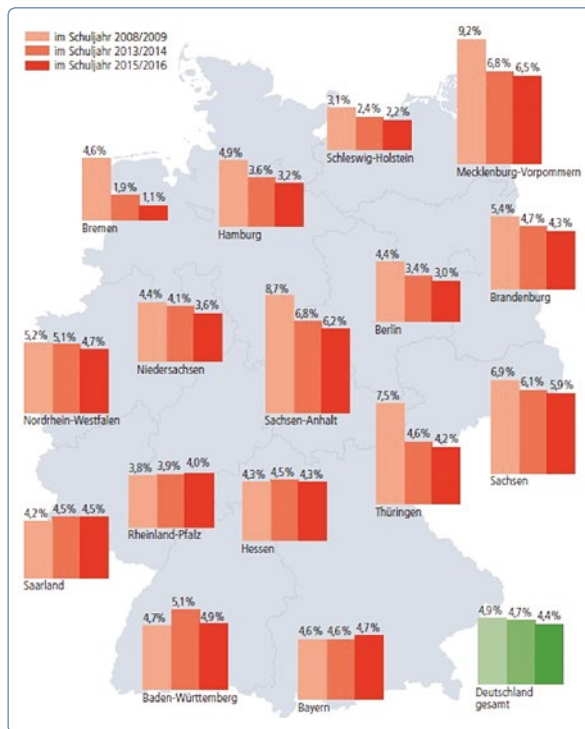 im Schuljahr 2008/2009
im Schuljahr 2013/2014
im Schuljahr 2015/2016
9,2%
6,8%
6,5%
Mecklenburg-Vorpommern
3,1%
2,4%
2,2%
Schleswig-Holstein
4,6%
1,9%
1,1%
Bremen
4,9%
3,6%
3,2%
Hamburg
5,4%
4,7%
4,3%
Brandenburg
4,4%
3,4%
3,0%
Berlin
4,4%
4,1%
3,6%
Niedersachsen
8,7%
6,8%
6,2%
Sachsen-Anhalt
5,2%
5,1%
4,7%
Nordrhein-Westfalen
6,9%
6,1%
5,9%
Sachsen
7,5%
4,6%
4,2%
Thüringen
3,8%
3,9%
4,0%
Rheinland-Pfalz
4,3%
4,5%
4,3%
Hessen
4,2%
4,5%
4,5%
Saarland
4,7%
5,1%
4,9%
Baden-Württemberg
4,6%
4,6%
4,7%
Bayern
4,9%
4,7%
4,4%
Deutschland
gesamt